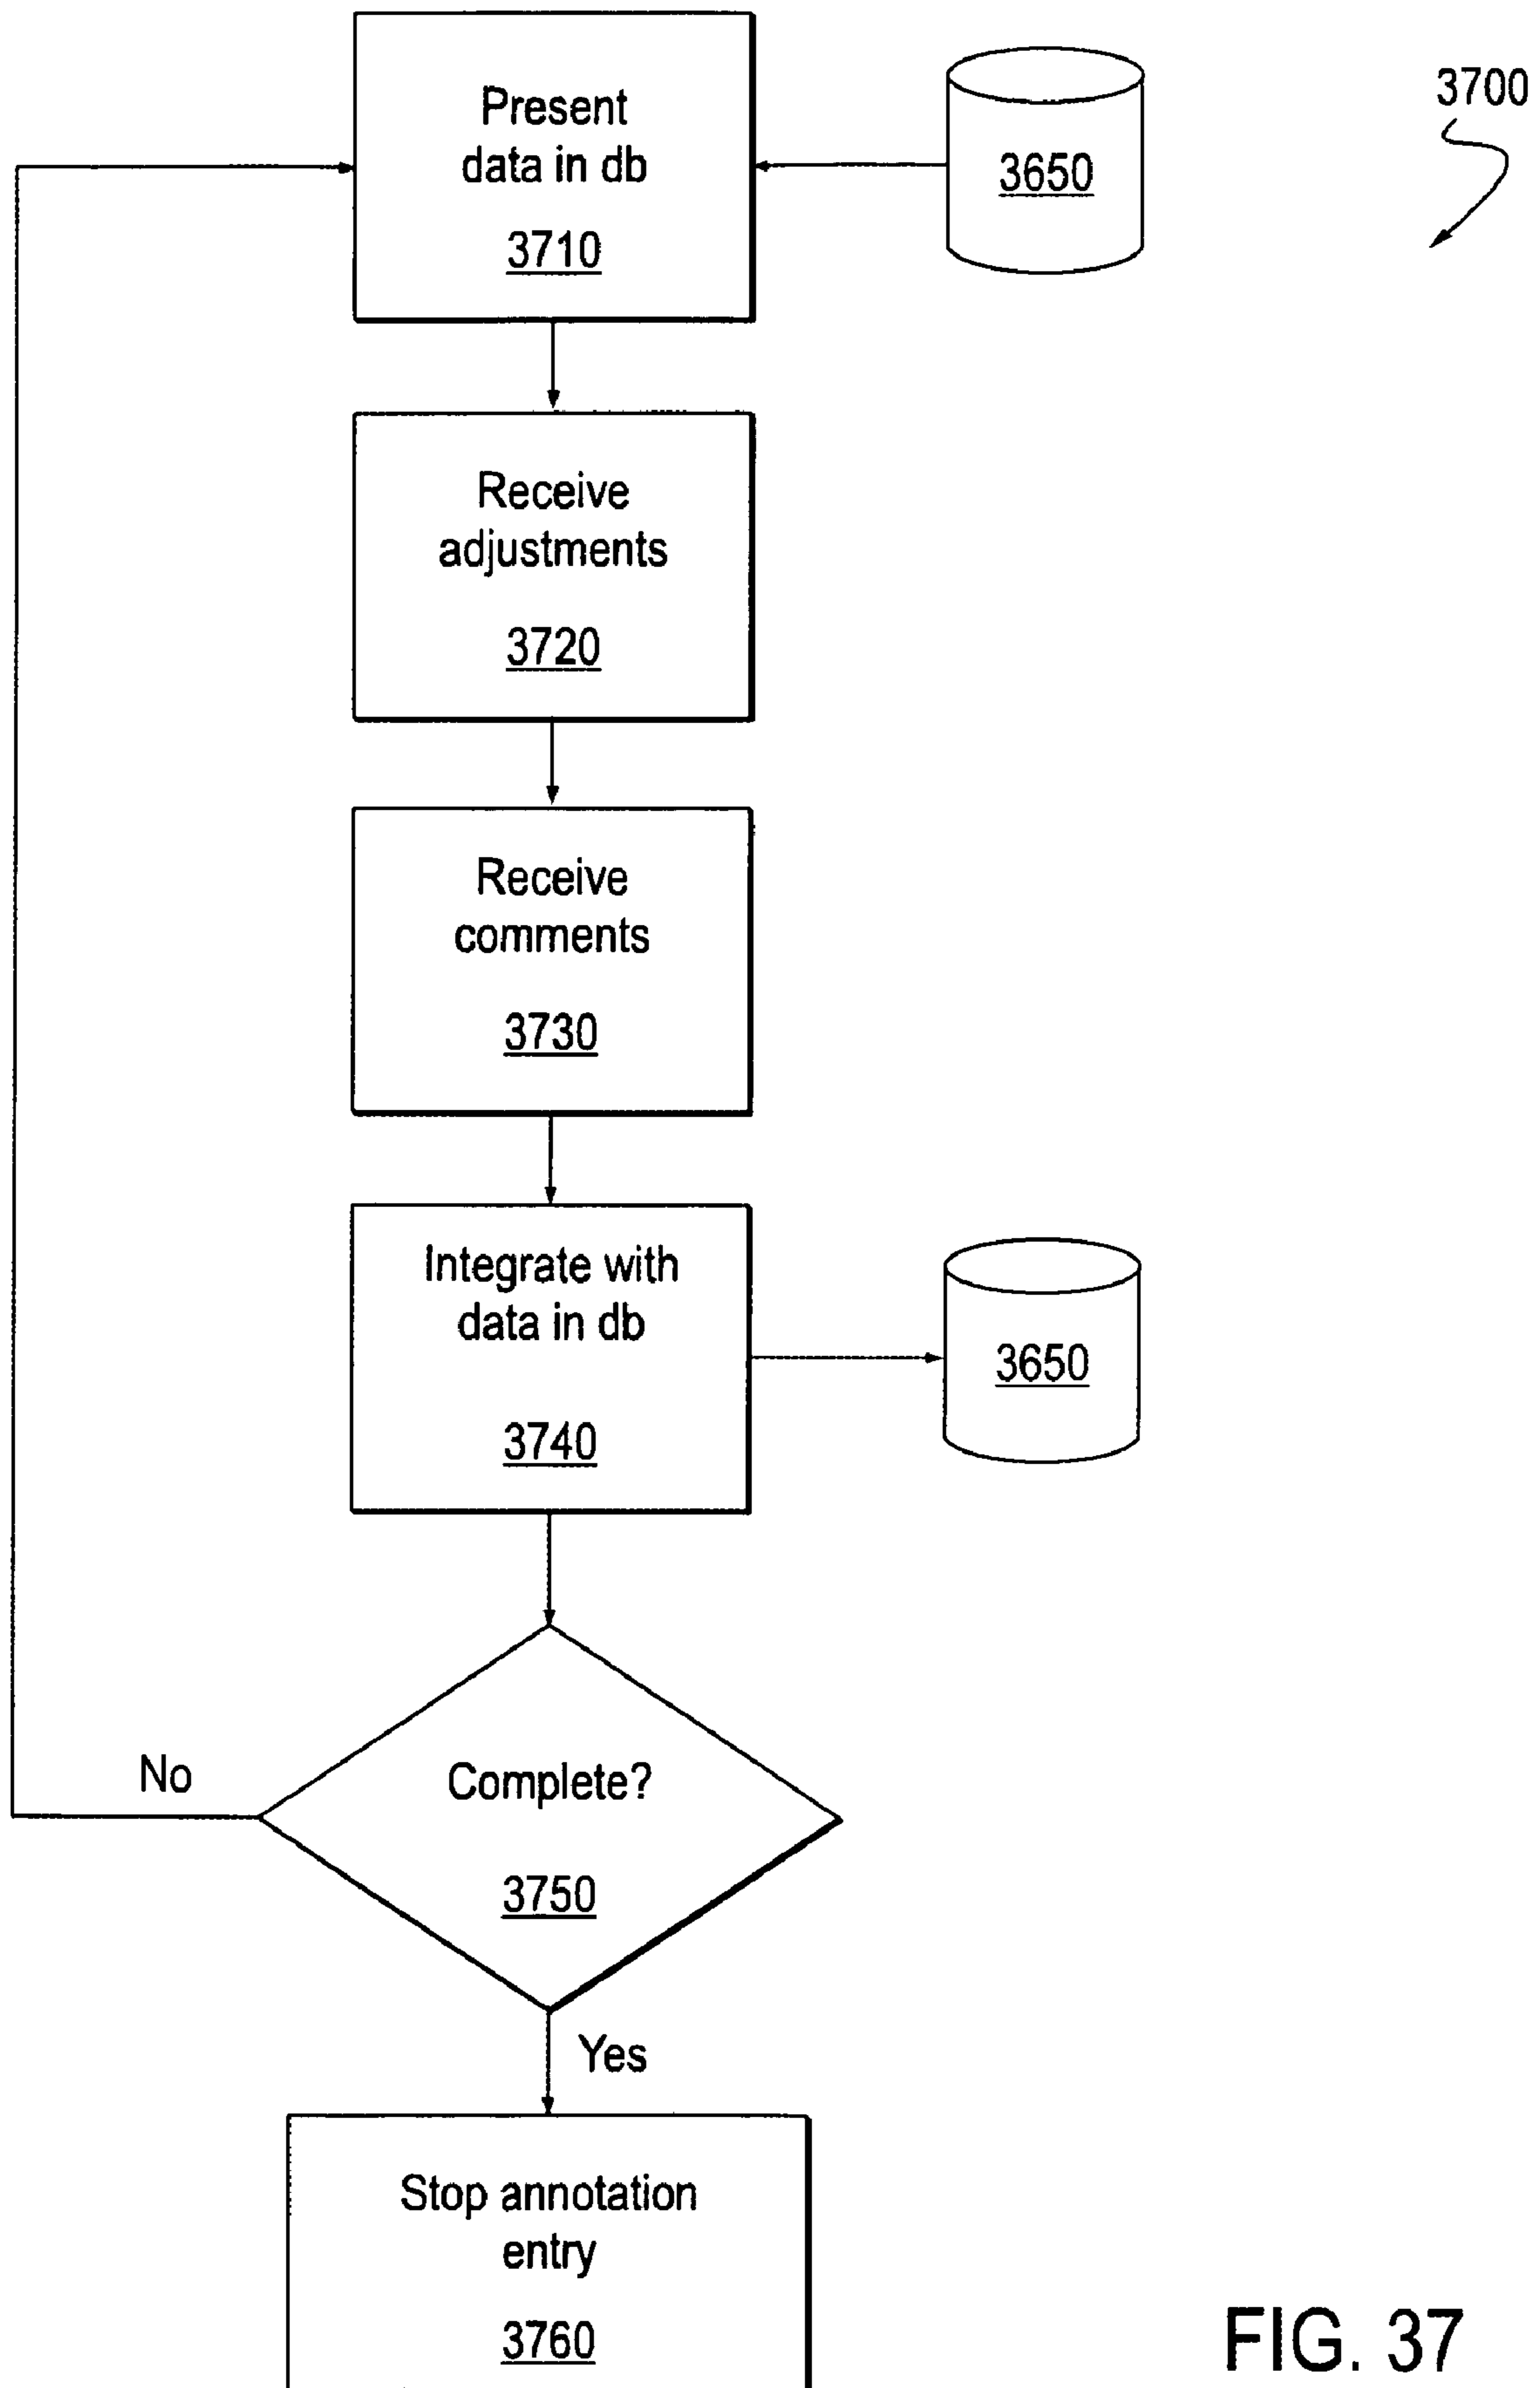 Present
data in db
3710
3650
3700
Receive
adjustments
3720
Receive
comments
3730
Integrate with
data in db
3740
3650
No
Complete?
3750
Yes
Stop annotation
entry
3760
FIG. 37